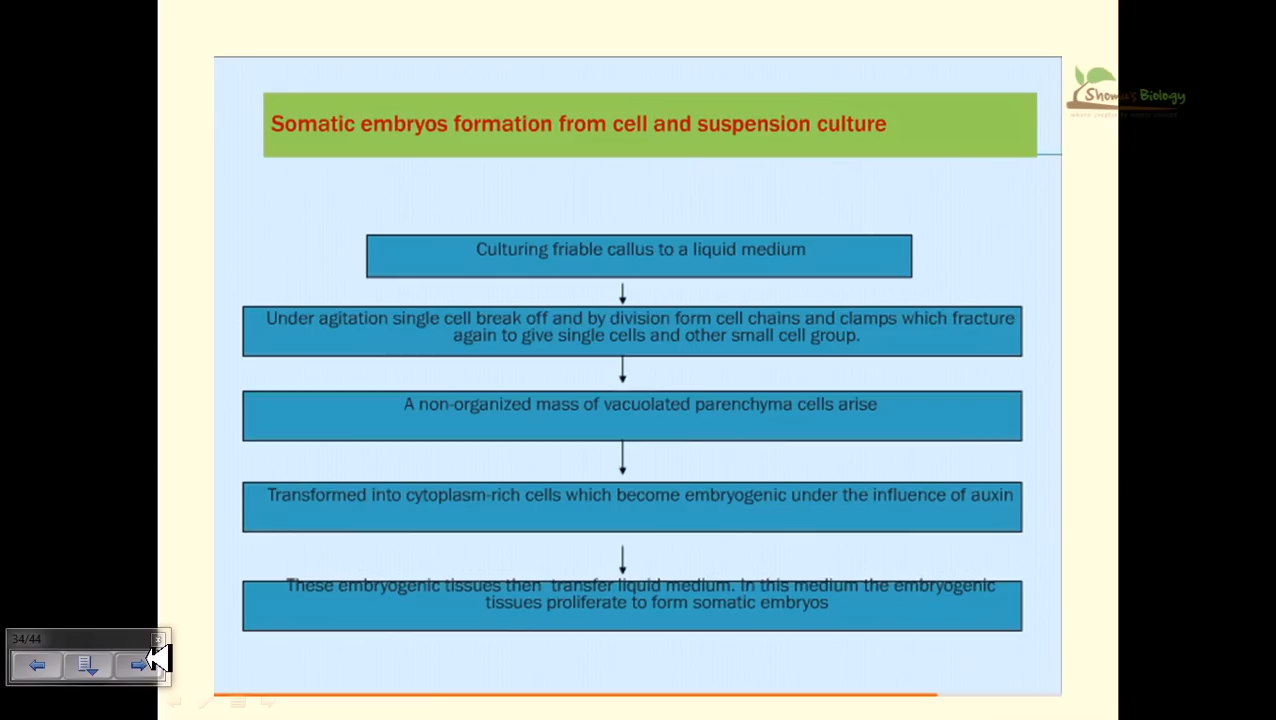 Somatic embryos formation from cell and suspension culture
Shomu's Biology
Culturing friable callus to a liquid medium
Under agitation single cell break off and by division form cell chains and clamps which fracture
again to give single cells and other small cell group.
A non-organized mass of vacuolated parenchyma cells arise
Transformed into cytoplasm-rich cells which become embryogenic under the influence of auxin
These embryogenic tissues then transfer liquid medium. In this medium the embryogenic
tissues proliferate to form somatic embryos
34/44